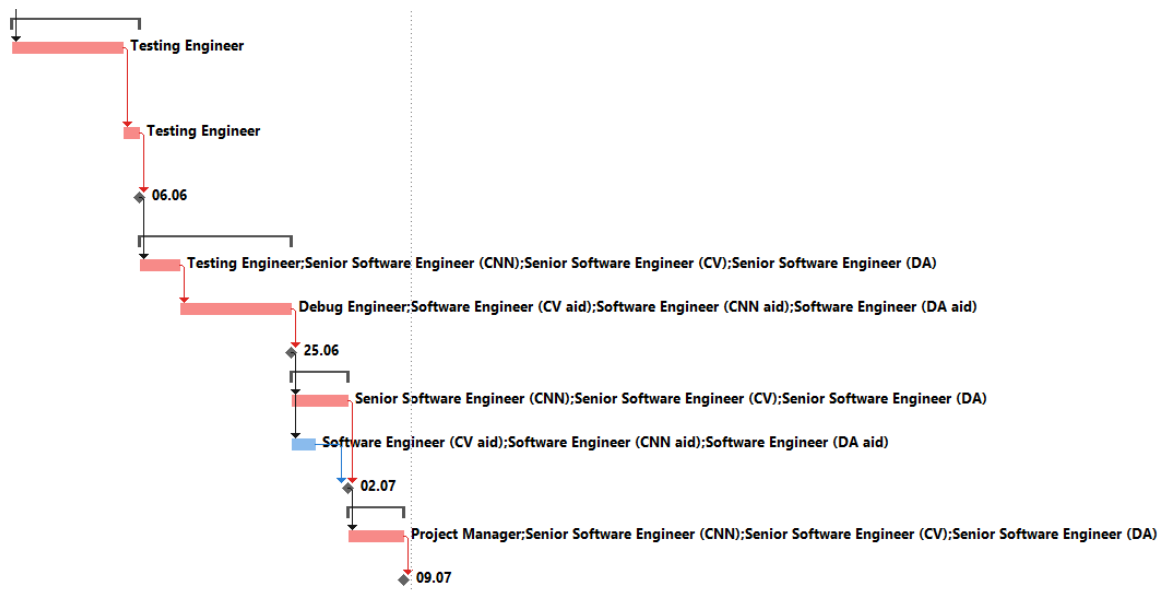 Testing Engineer
Testing Engineer
06.06
Testing Engineer;Senior Software Engineer (CNN);Senior Software Engineer (CV);Senior Software Engineer (DA)
Debug Engineer;Software Engineer (CV aid);Software Engineer (CNN aid);Software Engineer (DA aid)
25.06
Senior Software Engineer (CNN);Senior Software Engineer (CV);Senior Software Engineer (DA)
Software Engineer (CV aid);Software Engineer (CNN aid);Software Engineer (DA aid)
02.07
Project Manager;Senior Software Engineer (CNN);Senior Software Engineer (CV);Senior Software Engineer (DA)
09.07